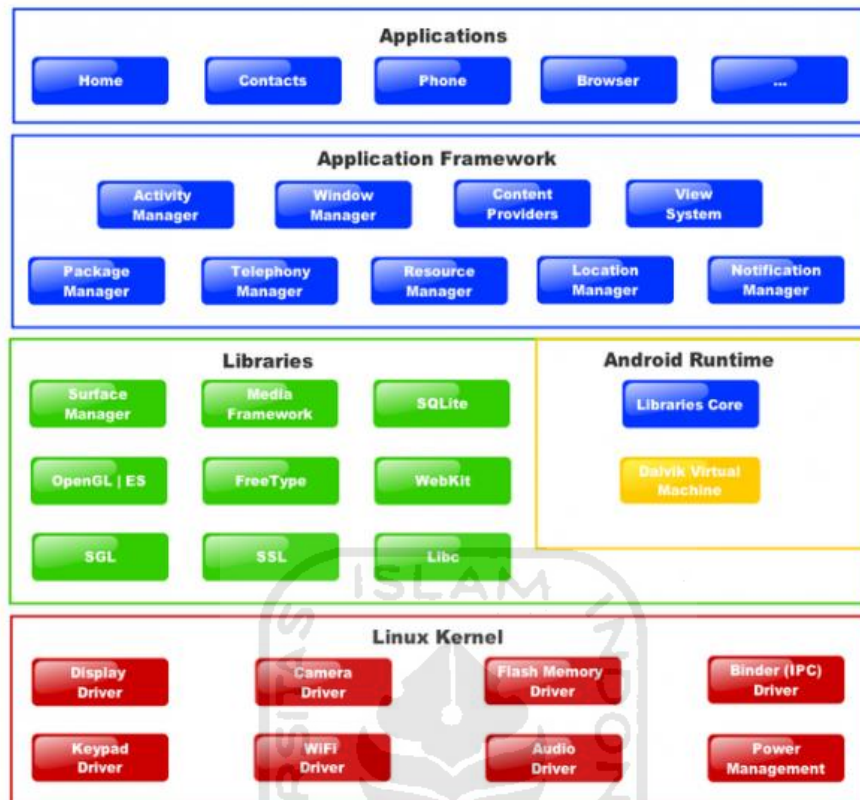 Applications
Home
Contacts
Phone
Browser
...
Application Framework
Activity
Manager
Window
Manager
Content
Providers
View
System
Package
Manager
Telephony
Manager
Resource
Manager
Location
Manager
Notification
Manager
Libraries
Surface
Manager
Media
Framework
SQLite
OpenGL | ES
FreeType
WebKit
SGL
SSL
Libc
Android Runtime
Libraries Core
Dalvik Virtual
Machine
Linux Kernel
Display
Driver
Camera
Driver
Flash Memory
Driver
Binder (IPC)
Driver
Keypad
Driver
WiFi
Driver
Audio
Driver
Power
Management
ISLAM